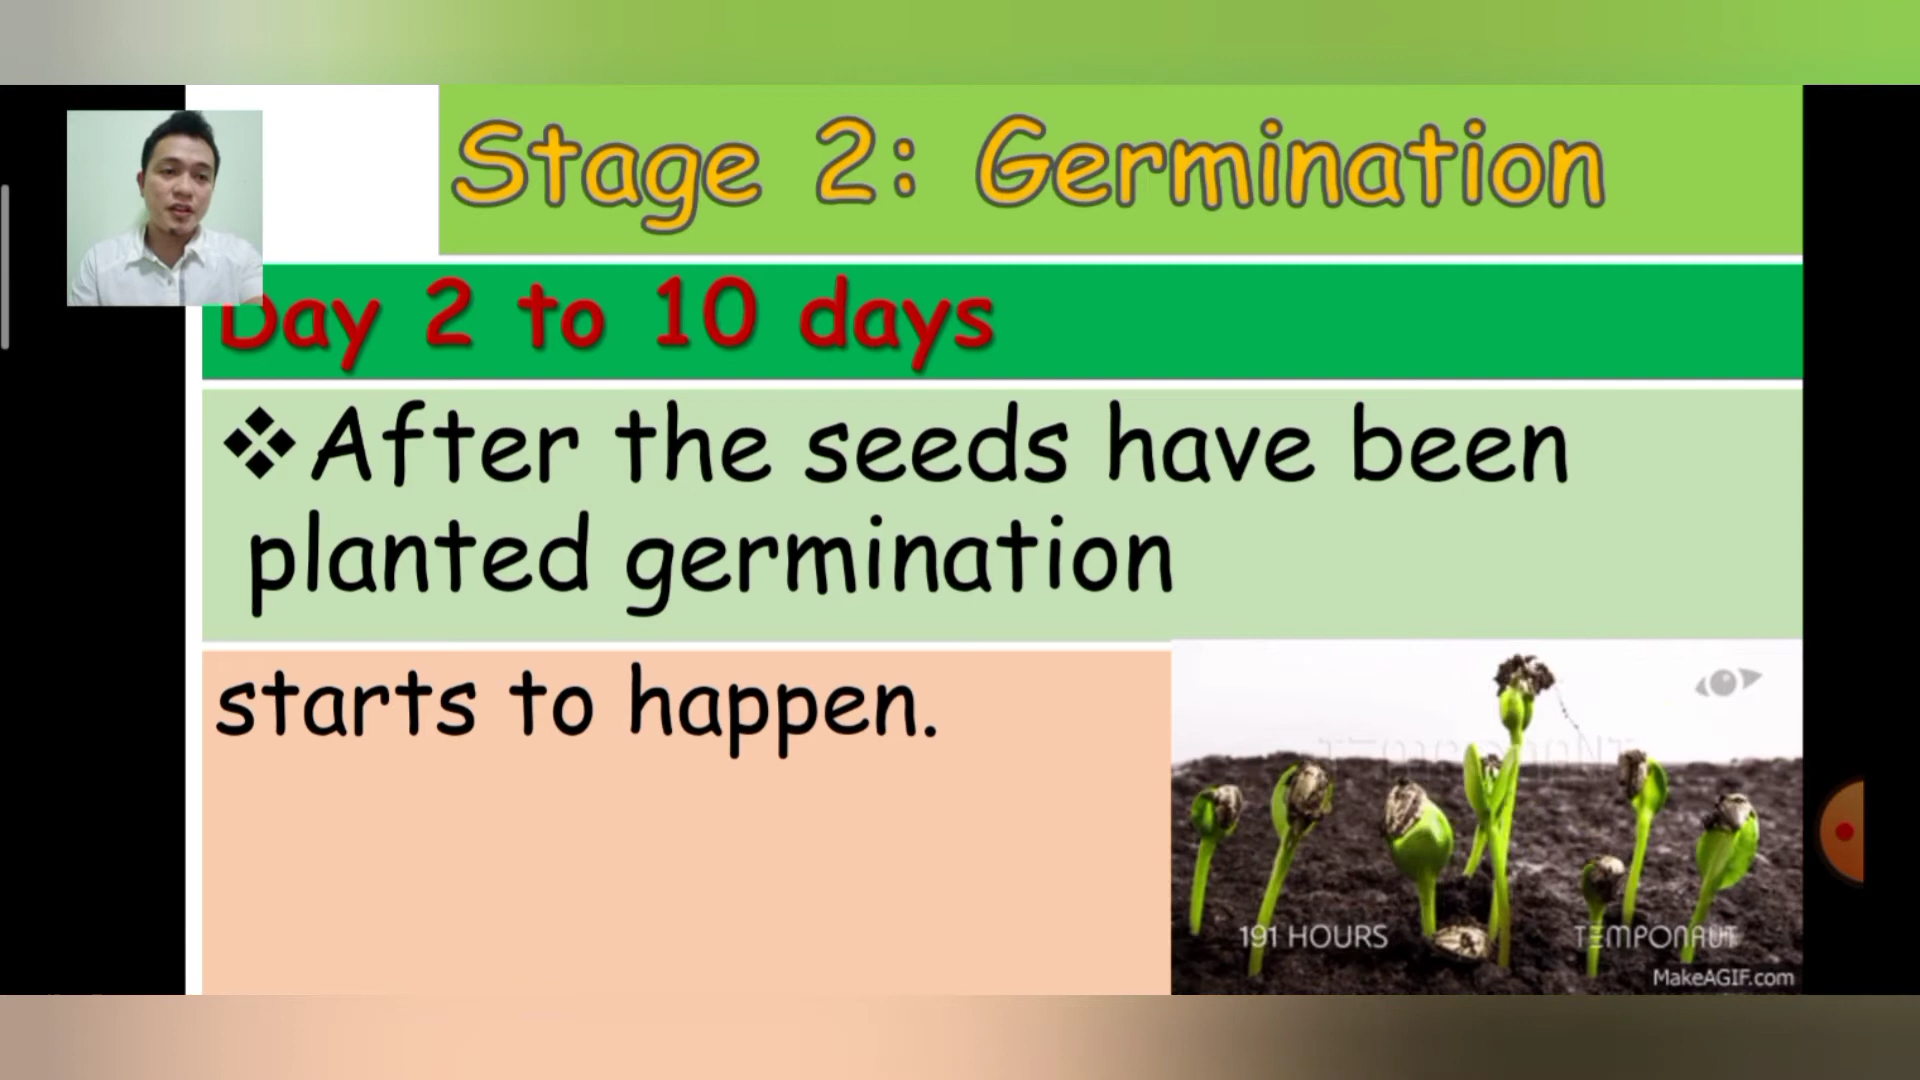 Stage 2: Germination
Day 2 to 10 days
❖After the seeds have been
planted germination
starts to happen.
191 HOURS
TEMPONAUT
MakeAGIF.com